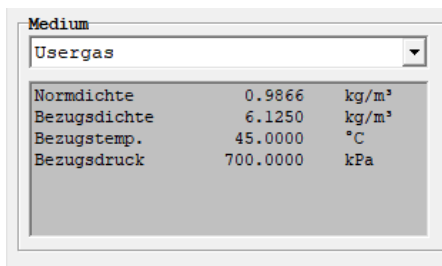 Medium
Usergas
Normdichte 0.9866 kg/m³
Bezugsdichte 6.1250 kg/m³
Bezugstemp. 45.0000 °C
Bezugsdruck 700.0000 kPa